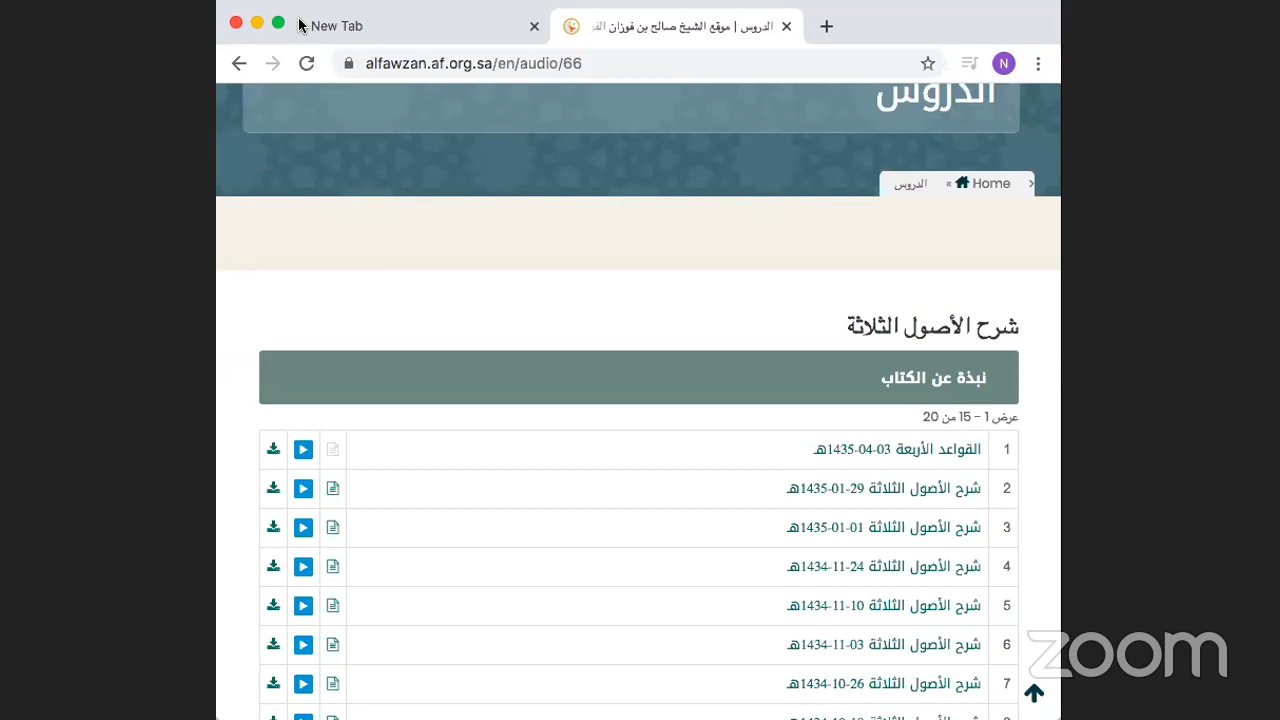 New Tab
الدروس | موقع الشيخ صالح بن فوزان الفو
alfawzan.af.org.sa/en/audio/66
N
الدروس
Home » الدروس
شرح الأصول الثلاثة
نبذة عن الكتاب
عرض 1 - 15 من 20
1 القواعد الأربعة 03-04-1435هـ
2 شرح الأصول الثلاثة 29-01-1435هـ
3 شرح الأصول الثلاثة 01-01-1435هـ
4 شرح الأصول الثلاثة 24-11-1434هـ
5 شرح الأصول الثلاثة 10-11-1434هـ
6 شرح الأصول الثلاثة 03-11-1434هـ
7 شرح الأصول الثلاثة 26-10-1434هـ
zoom